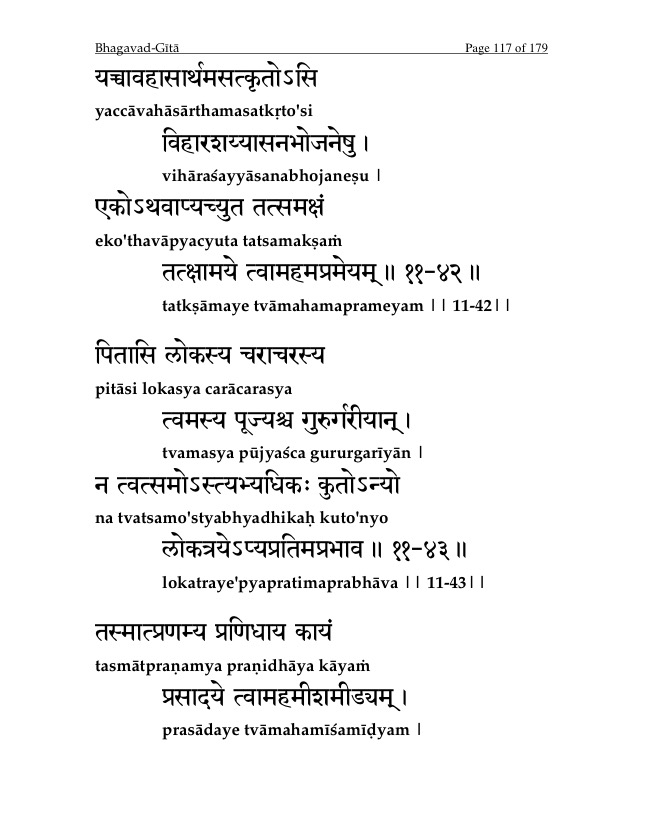 Bhagavad-Gītā Page 117 of 179
यच्चावहासार्थमसत्कृतोऽसि
yaccāvahāsārthamasatkṛto'si
विहारशय्यासनभोजनेषु ।
vihāraśayyāsanabhojaneṣu |
एकोऽथवाप्यच्युत तत्समक्षं
eko'thavāpyacyuta tatsamakṣaṁ
तत्क्षामये त्वामहमप्रमेयम् ॥ ११-४२ ॥
tatkṣāmaye tvāmahamaprameyam || 11-42||
पितासि लोकस्य चराचरस्य
pitāsi lokasya carācarasya
त्वमस्य पूज्यश्च गुरुर्गरीयान् ।
tvamasya pūjyaśca gururgarīyān |
न त्वत्समोऽस्त्यभ्यधिकः कुतोऽन्यो
na tvatsamo'styabhyadhikaḥ kuto'nyo
लोकत्रयेऽप्यप्रतिमप्रभाव ॥ ११-४३ ॥
lokatraye'pyapratimaprabhāva || 11-43||
तस्मात्प्रणम्य प्रणिधाय कायं
tasmātpraṇamya praṇidhāya kāyaṁ
प्रसादये त्वामहमीशमीड्यम् ।
prasādaye tvāmahamīśamīḍyam |